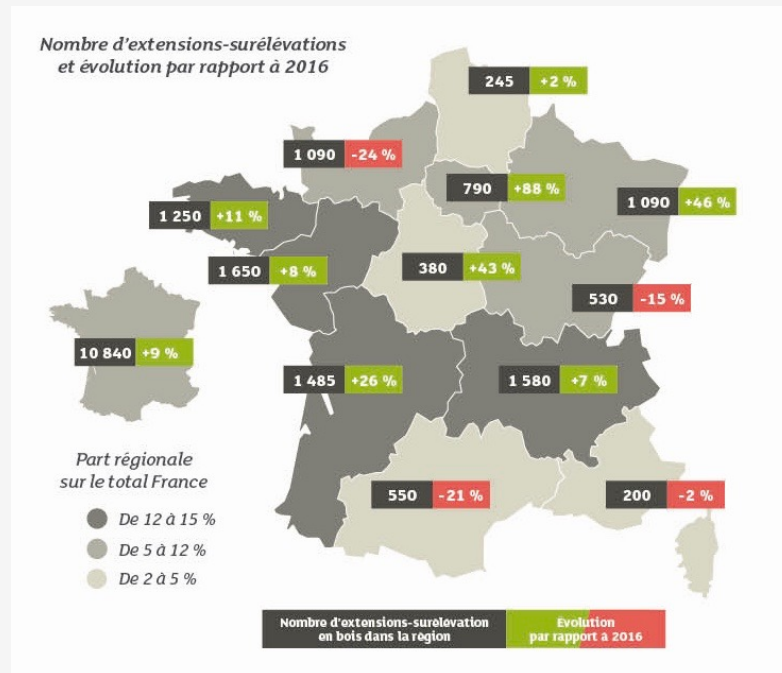 Nombre d'extensions-surélévations
et évolution par rapport à 2016
245 +2 %
1 090 -24 %
790 +88 %
1 090 +46 %
1 250 +11 %
1 650 +8 %
380 +43 %
530 -15 %
10 840 +9 %
1 485 +26 %
1 580 +7 %
550 -21 %
200 -2 %
Part régionale
sur le total France
De 12 à 15 %
De 5 à 12 %
De 2 à 5 %
Nombre d'extensions-surélévation
en bois dans la région
Évolution
par rapport à 2016